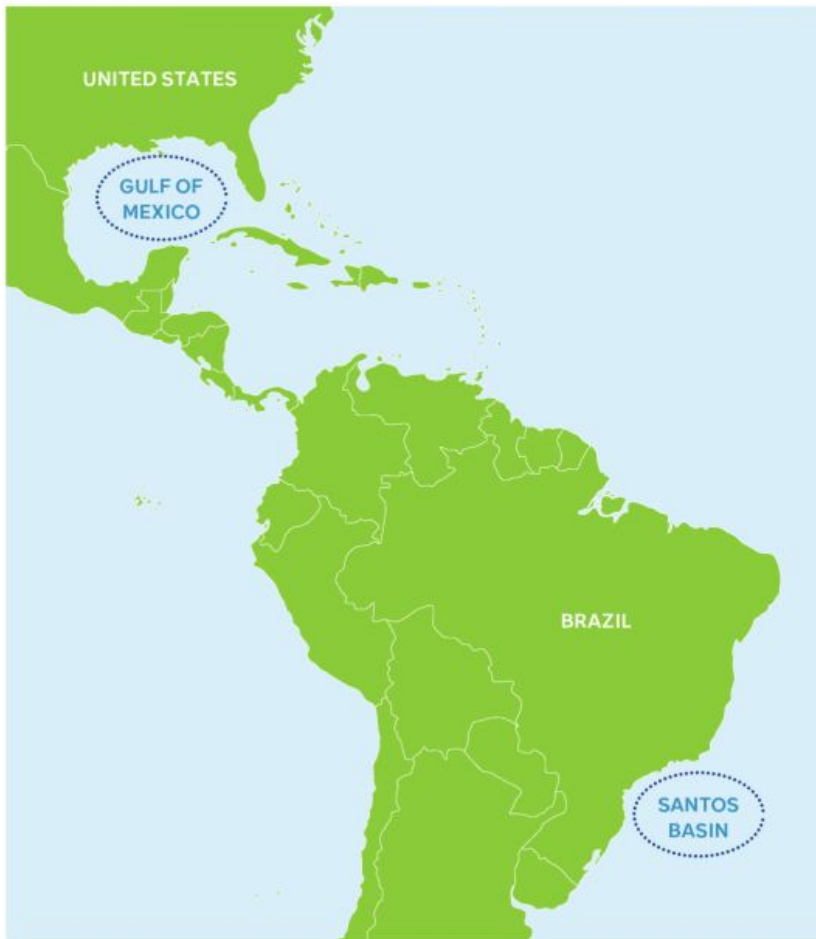 UNITED STATES
GULF OF
MEXICO
BRAZIL
SANTOS
BASIN